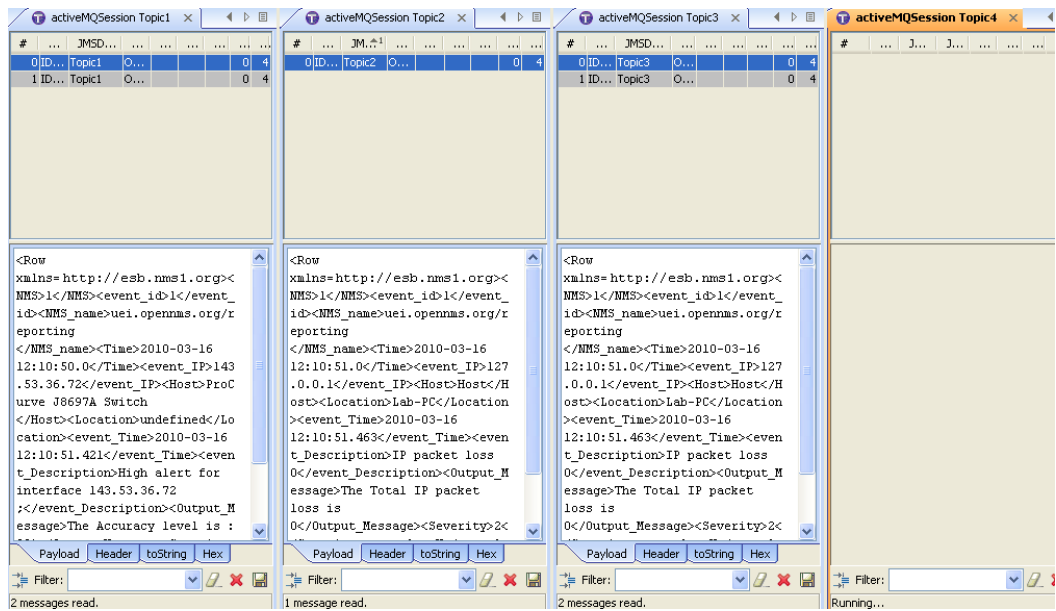 activeMQSession Topic1
# ... JMSD... ... ... ... ... ...
0 ID... Topic1 O... 0 4
1 ID... Topic1 O... 0 4
<Row
xmlns=http://esb.nms1.org><
NMS>1</NMS><event_id>1</event_
id><NMS_name>uei.opennms.org/r
eporting
</NMS_name><Time>2010-03-16
12:10:50.0</Time><event_IP>143
.53.36.72</event_IP><Host>ProC
urve J8697A Switch
</Host><Location>undefined</Lo
cation><event_Time>2010-03-16
12:10:51.421</event_Time><even
t_Description>High alert for
interface 143.53.36.72
;</event_Description><Output_M
essage>The Accuracy level is :
Payload Header toString Hex
Filter:
2 messages read.
activeMQSession Topic2
# ... JM... 1 ... ... ... ... ...
0 ID... Topic2 O... 0 4
<Row
xmlns=http://esb.nms1.org><
NMS>1</NMS><event_id>1</event_
id><NMS_name>uei.opennms.org/r
eporting
</NMS_name><Time>2010-03-16
12:10:51.0</Time><event_IP>127
.0.0.1</event_IP><Host>Host</H
ost><Location>Lab-PC</Location
><event_Time>2010-03-16
12:10:51.463</event_Time><even
t_Description>IP packet loss
0</event_Description><Output_M
essage>The Total IP packet
loss is
0</Output_Message><Severity>2<
Payload Header toString Hex
Filter:
1 message read.
activeMQSession Topic3
# ... JMSD... ... ... ... ... ...
0 ID... Topic3 O... 0 4
1 ID... Topic3 O... 0 4
<Row
xmlns=http://esb.nms1.org><
NMS>1</NMS><event_id>1</event_
id><NMS_name>uei.opennms.org/r
eporting
</NMS_name><Time>2010-03-16
12:10:51.0</Time><event_IP>127
.0.0.1</event_IP><Host>Host</H
ost><Location>Lab-PC</Location
><event_Time>2010-03-16
12:10:51.463</event_Time><even
t_Description>IP packet loss
0</event_Description><Output_M
essage>The Total IP packet
loss is
0</Output_Message><Severity>2<
Payload Header toString Hex
Filter:
2 messages read.
activeMQSession Topic4
# ... J... J... ... ... ...
Filter:
Running...